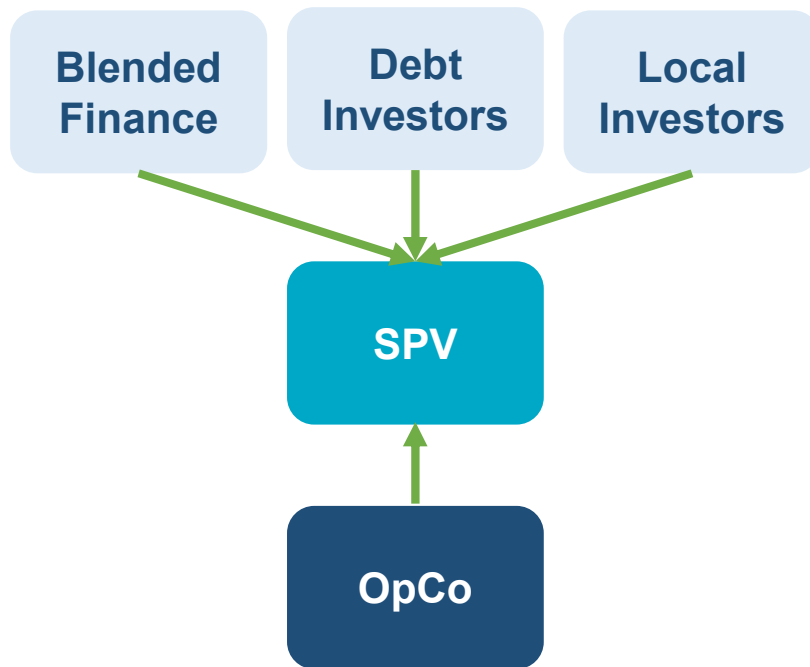 Blended
Finance
Debt
Investors
Local
Investors
SPV
OpCo